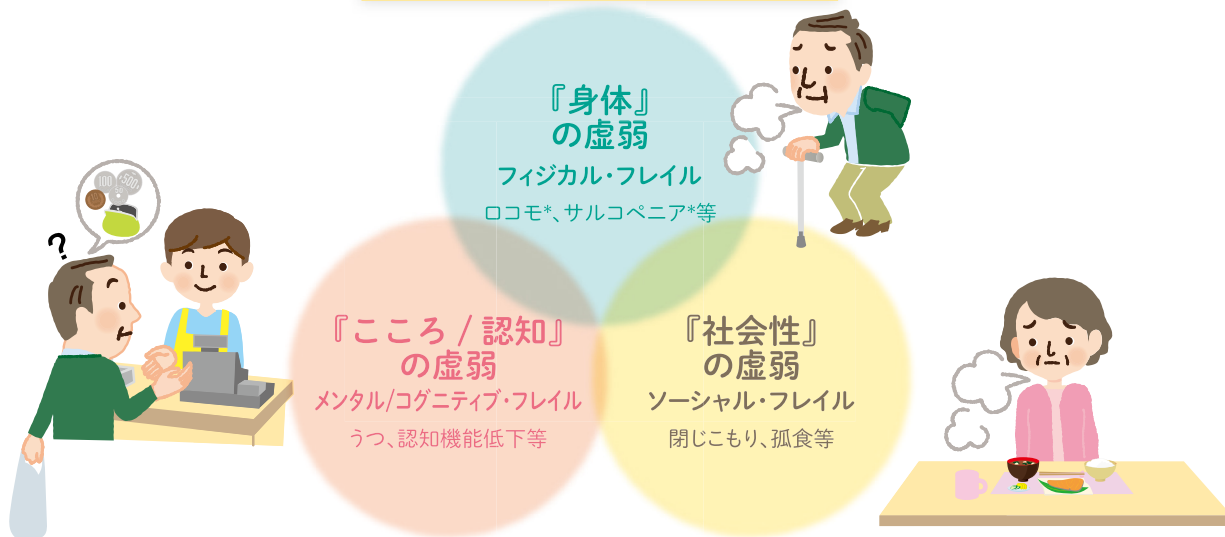 『身体』
の虚弱
フィジカル・フレイル
ロコモ*、サルコペニア*等
『こころ / 認知』
の虚弱
メンタル/コグニティブ・フレイル
うつ、認知機能低下等
『社会性』
の虚弱
ソーシャル・フレイル
閉じこもり、孤食等
?
100
500